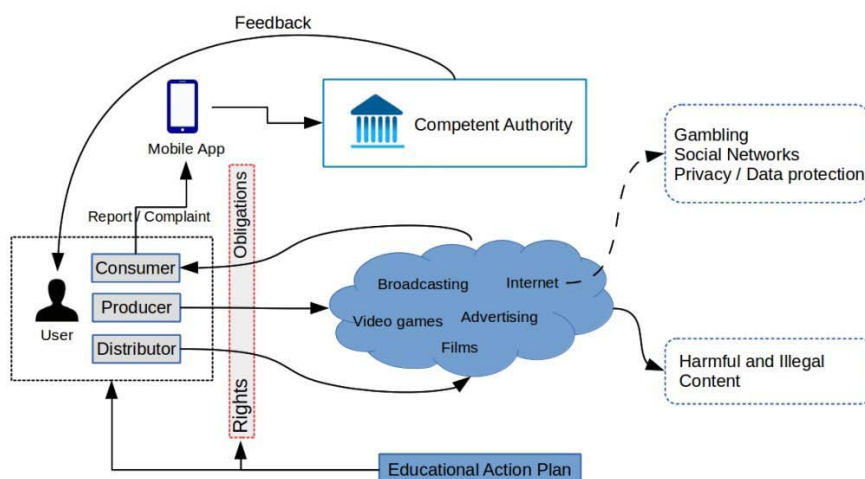 Feedback
Competent Authority
Mobile App
Gambling
Social Networks
Privacy / Data protection
Report / Complaint
Obligations
Rights
Consumer
Producer
Distributor
User
Broadcasting
Internet
Video games
Advertising
Films
Harmful and Illegal
Content
Educational Action Plan